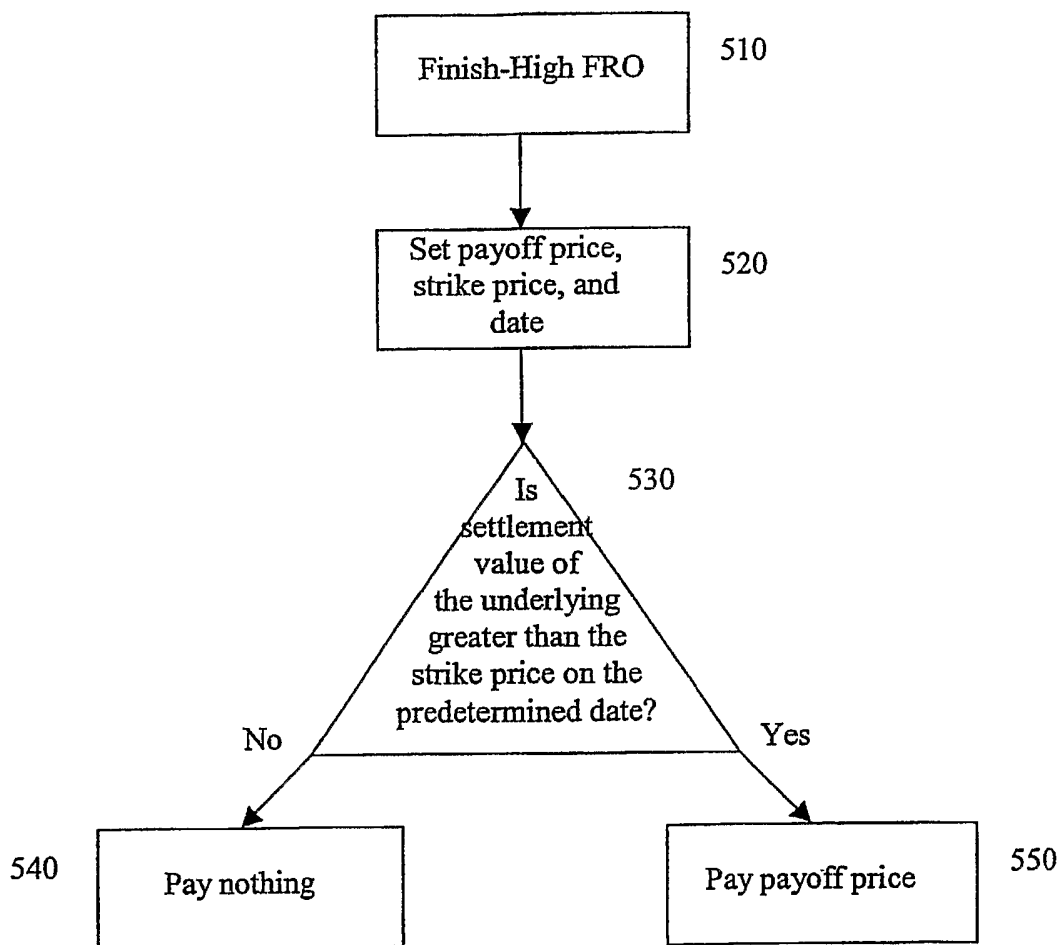 Finish-High FRO
510
Set payoff price,
strike price, and
date
520
Is
settlement
value of
the underlying
greater than the
strike price on the
predetermined date?
530
No
Yes
540
Pay nothing
Pay payoff price
550